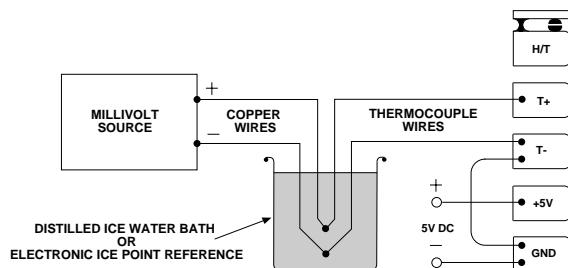 H/T
+
MILLIVOLT
SOURCE
COPPER
WIRES
THERMOCOUPLE
WIRES
T+
–
T-
+
+5V
5V DC
–
GND
DISTILLED ICE WATER BATH
OR
ELECTRONIC ICE POINT REFERENCE